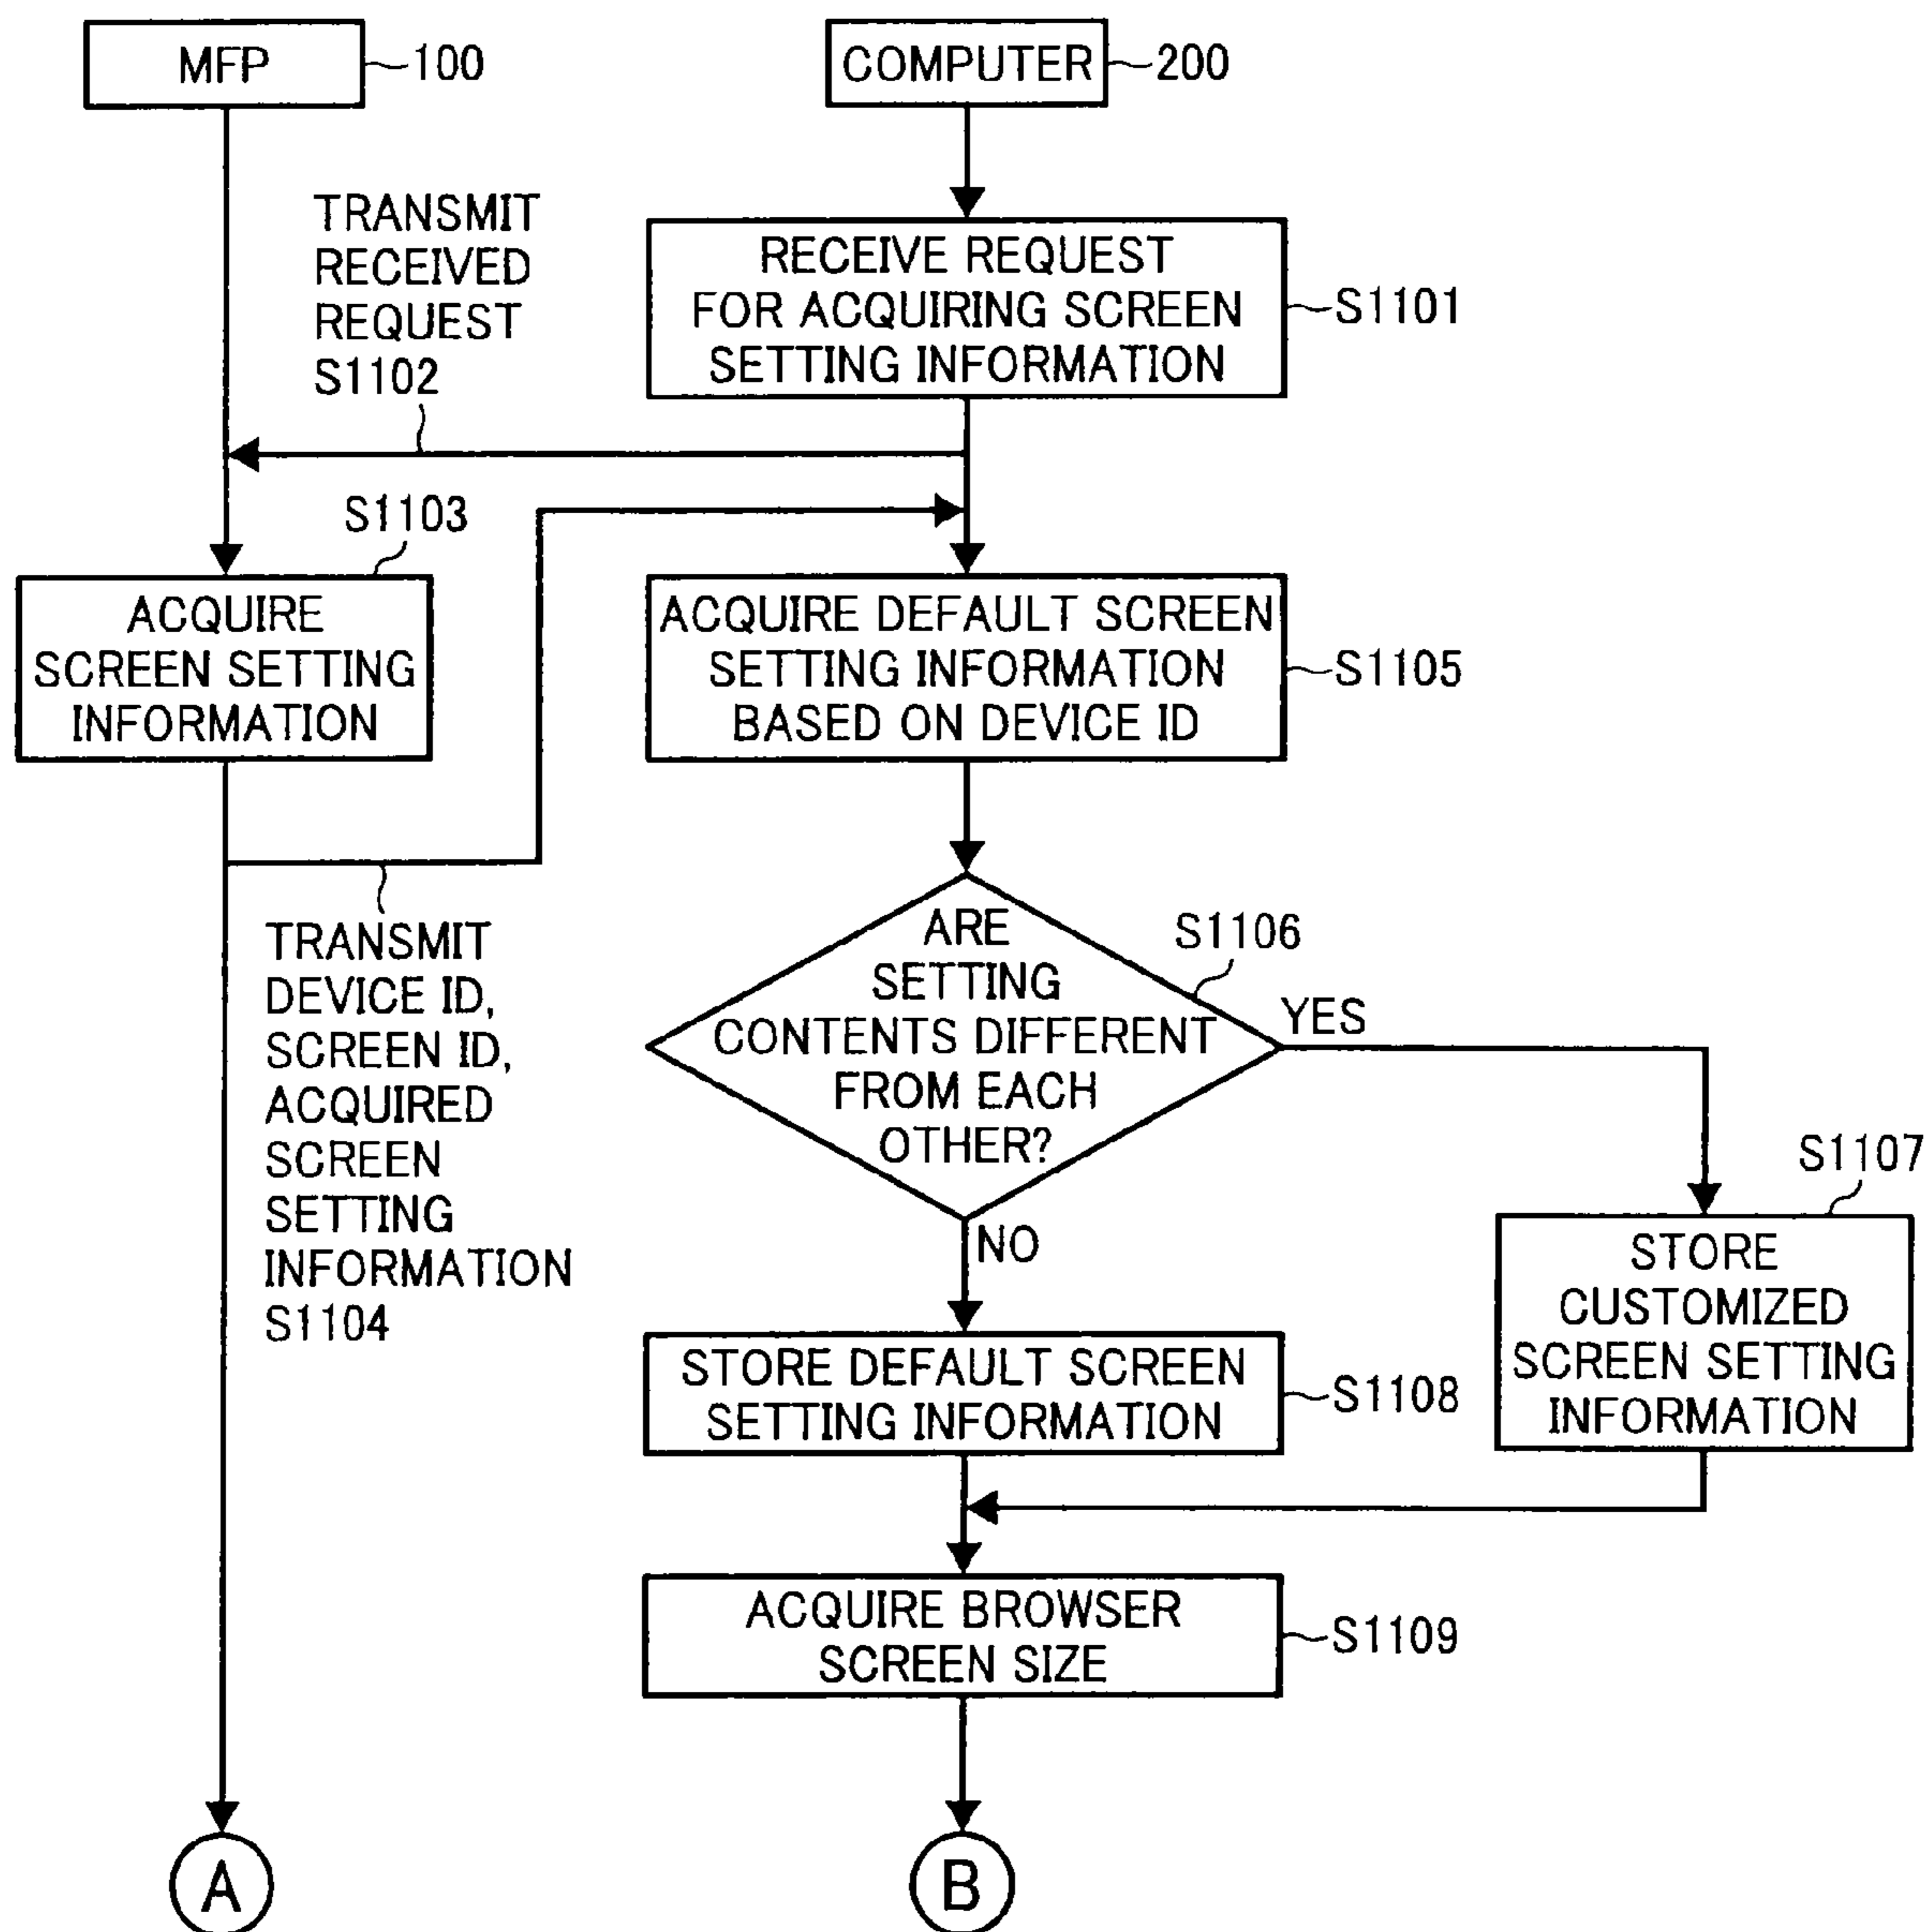 MFP
100
COMPUTER
200
TRANSMIT
RECEIVED
REQUEST
S1102
RECEIVE REQUEST
FOR ACQUIRING SCREEN
SETTING INFORMATION
S1101
S1103
ACQUIRE
SCREEN SETTING
INFORMATION
ACQUIRE DEFAULT SCREEN
SETTING INFORMATION
BASED ON DEVICE ID
S1105
TRANSMIT
DEVICE ID,
SCREEN ID,
ACQUIRED
SCREEN
SETTING
INFORMATION
S1104
ARE
SETTING
CONTENTS DIFFERENT
FROM EACH
OTHER?
S1106
YES
NO
S1107
STORE
CUSTOMIZED
SCREEN SETTING
INFORMATION
STORE DEFAULT SCREEN
SETTING INFORMATION
S1108
ACQUIRE BROWSER
SCREEN SIZE
S1109
A
B